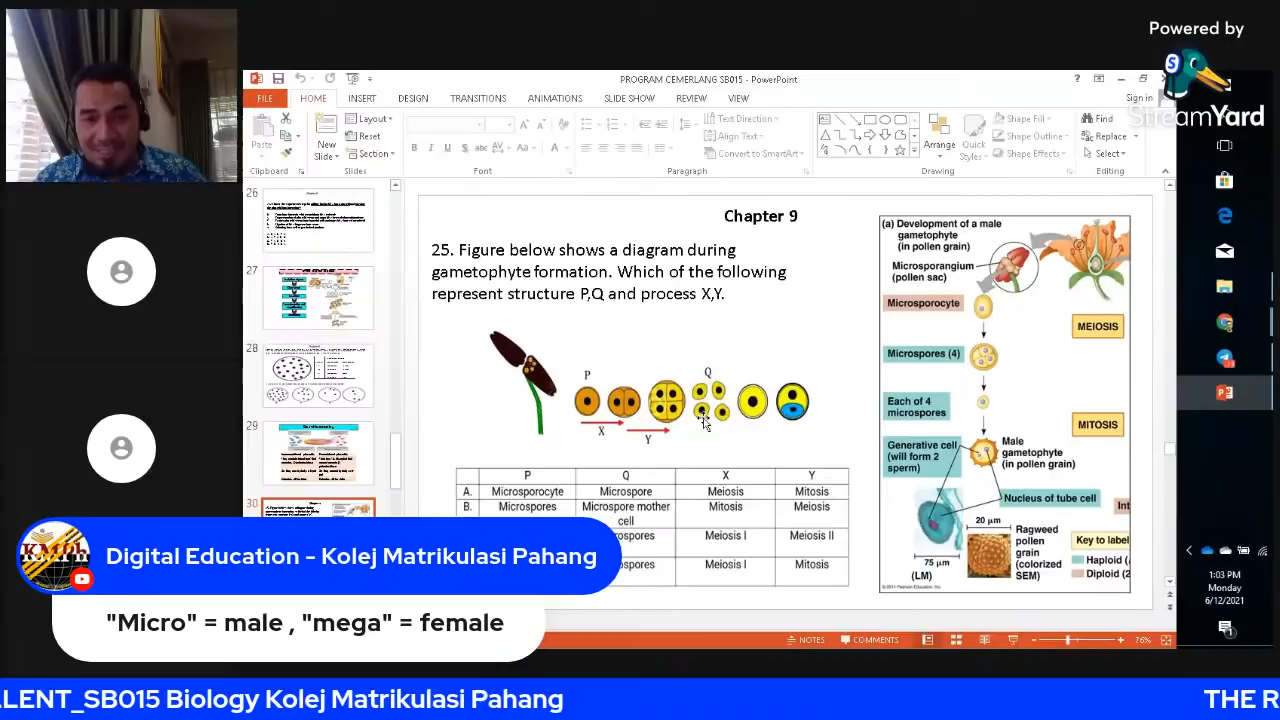 Powered by
StreamYard
PROGRAM CEMERLANG SB015 - PowerPoint
Sign in
FILE
HOME
INSERT
DESIGN
TRANSITIONS
ANIMATIONS
SLIDE SHOW
REVIEW
VIEW
Paste
New
Slide
Layout
Reset
Section
Text Direction
Align Text
Convert to SmartArt
Arrange
Quick
Styles
Shape Fill
Shape Outline
Shape Effects
Find
Replace
Select
Clipboard
Slides
Font
Paragraph
Drawing
Editing
26
27
28
29
30
Chapter 9
25. Figure below shows a diagram during
gametophyte formation. Which of the following
represent structure P,Q and process X,Y.
P
Q
X
Y
P Q X Y
A. Microsporocyte Microspore Meiosis Mitosis
B. Microspores Microspore mother cell Mitosis Meiosis
spores Meiosis I Meiosis II
spores Meiosis I Mitosis
(a) Development of a male
gametophyte
(in pollen grain)
Microsporangium
(pollen sac)
Microsporocyte
MEIOSIS
Microspores (4)
Each of 4
microspores
MITOSIS
Generative cell
(will form 2
sperm)
Male
gametophyte
(in pollen grain)
Nucleus of tube cell
20 μm
75 μm
(LM)
Ragweed
pollen
grain
(colorized
SEM)
Int
Key to label
Haploid (
Diploid (2
NOTES
COMMENTS
76%
1:03 PM
Monday
6/12/2021
KMPh
Digital Education - Kolej Matrikulasi Pahang
"Micro" = male , "mega" = female
LLENT_SB015 Biology Kolej Matrikulasi Pahang
THE R